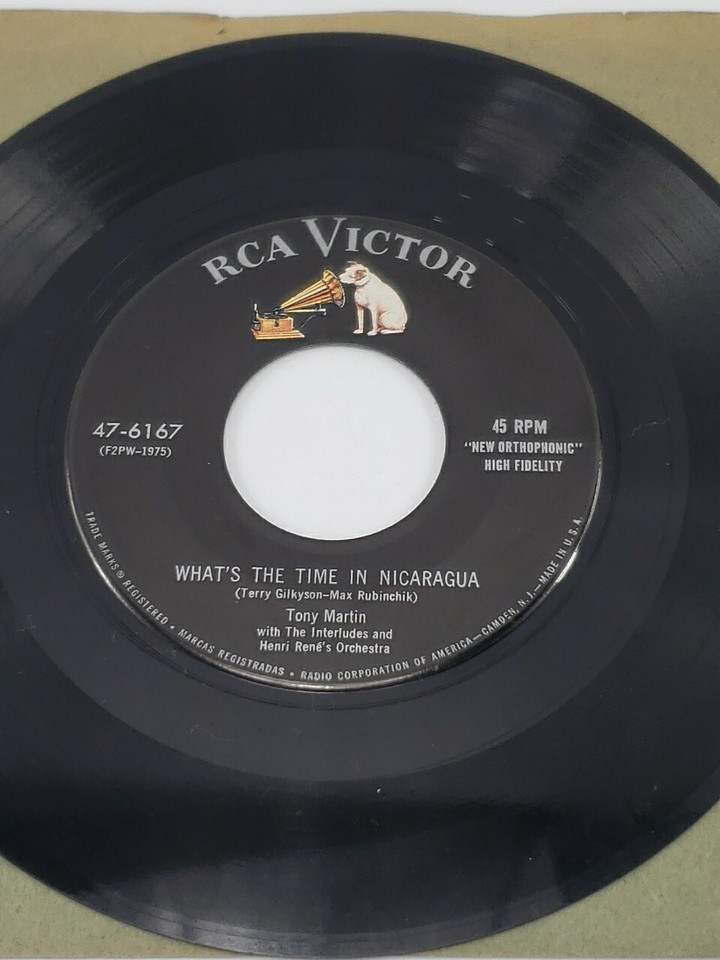 RCA VICTOR
47-6167
(F2PW-1975)
45 RPM
"NEW ORTHOPHONIC"
HIGH FIDELITY
WHAT'S THE TIME IN NICARAGUA
(Terry Gilkyson-Max Rubinchik)
Tony Martin
with The Interludes and
Henri René's Orchestra
TRADE MARKS ® REGISTERED • MARCAS REGISTRADAS • RADIO CORPORATION OF AMERICA—CAMDEN, N. J.—MADE IN U.S.A.